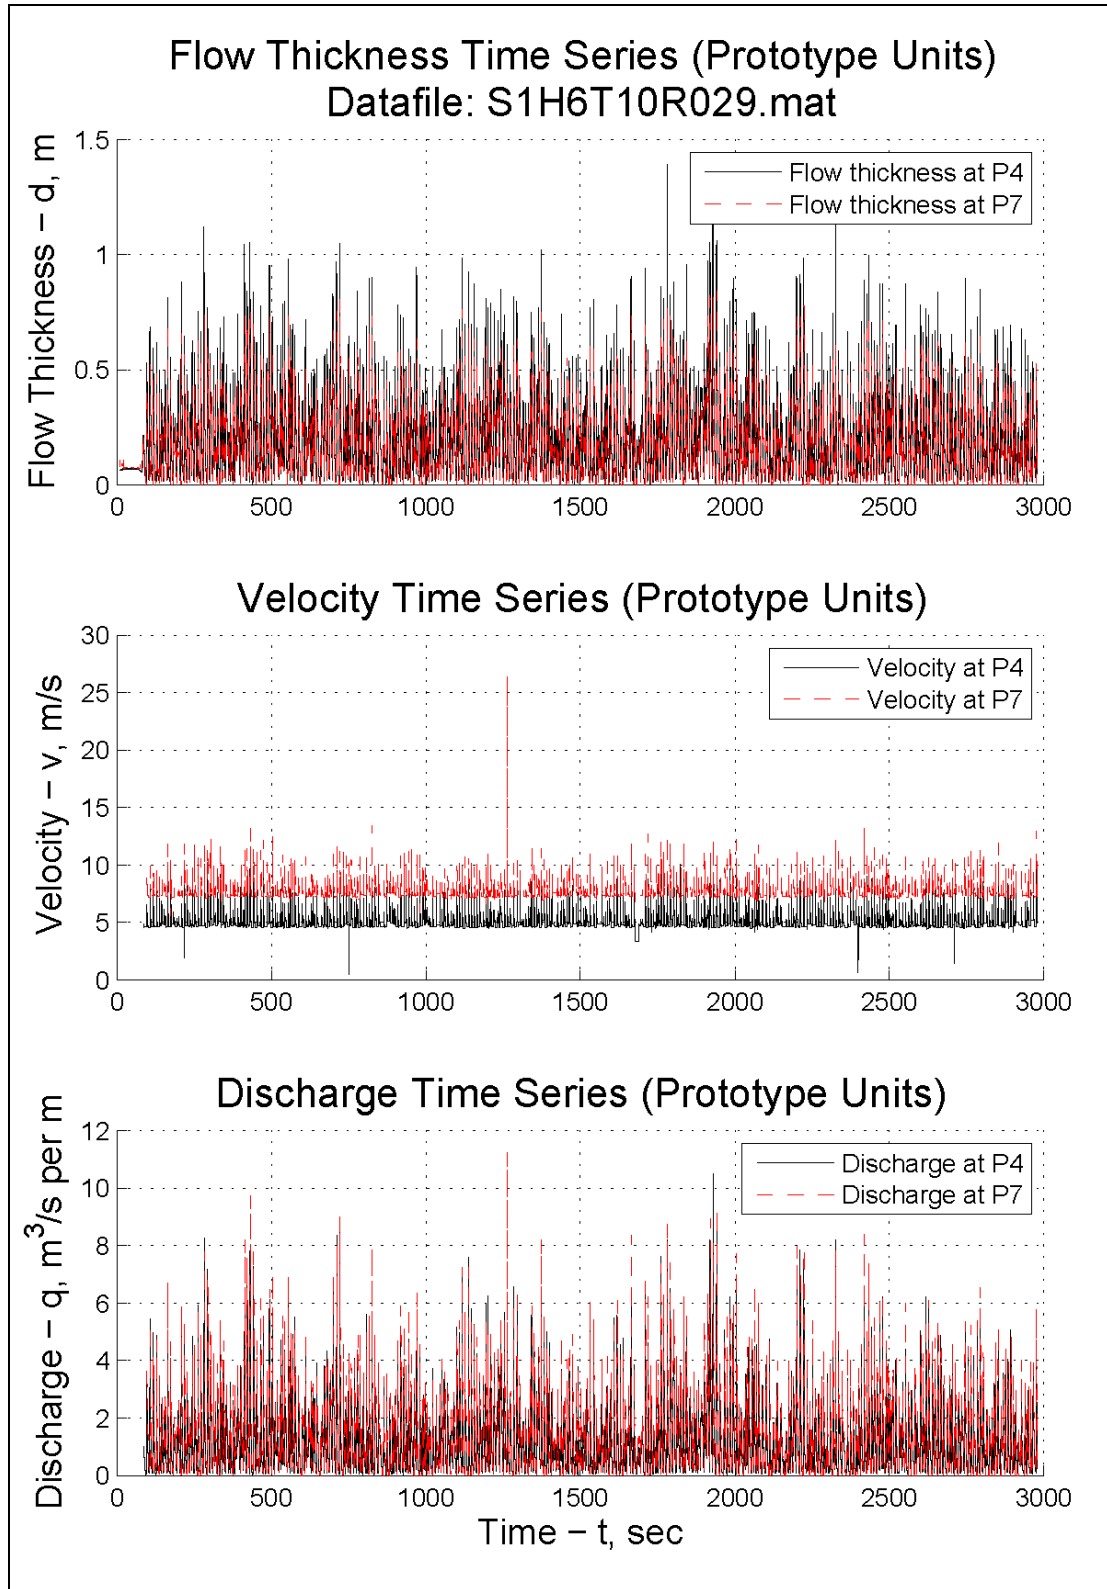 Flow Thickness Time Series (Prototype Units)
Datafile: S1H6T10R029.mat
Flow Thickness − d, m
1.5
1
0.5
0
Flow thickness at P4
Flow thickness at P7
0 500 1000 1500 2000 2500 3000
Velocity Time Series (Prototype Units)
Velocity − v, m/s
30
25
20
15
10
5
0
Velocity at P4
Velocity at P7
0 500 1000 1500 2000 2500 3000
Discharge Time Series (Prototype Units)
Discharge − q, m³/s per m
12
10
8
6
4
2
0
Discharge at P4
Discharge at P7
0 500 1000 1500 2000 2500 3000
Time − t, sec